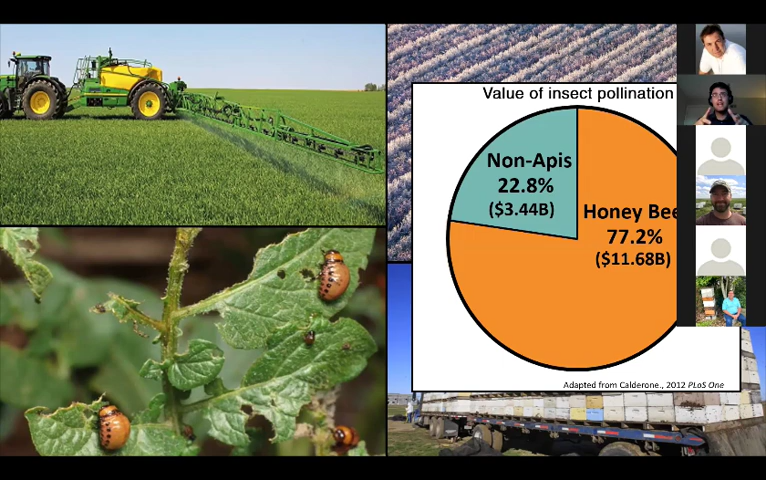 Value of insect pollination
Non-Apis
22.8%
($3.44B)
Honey Bee
77.2%
($11.68B)
Adapted from Calderone., 2012 PLoS One